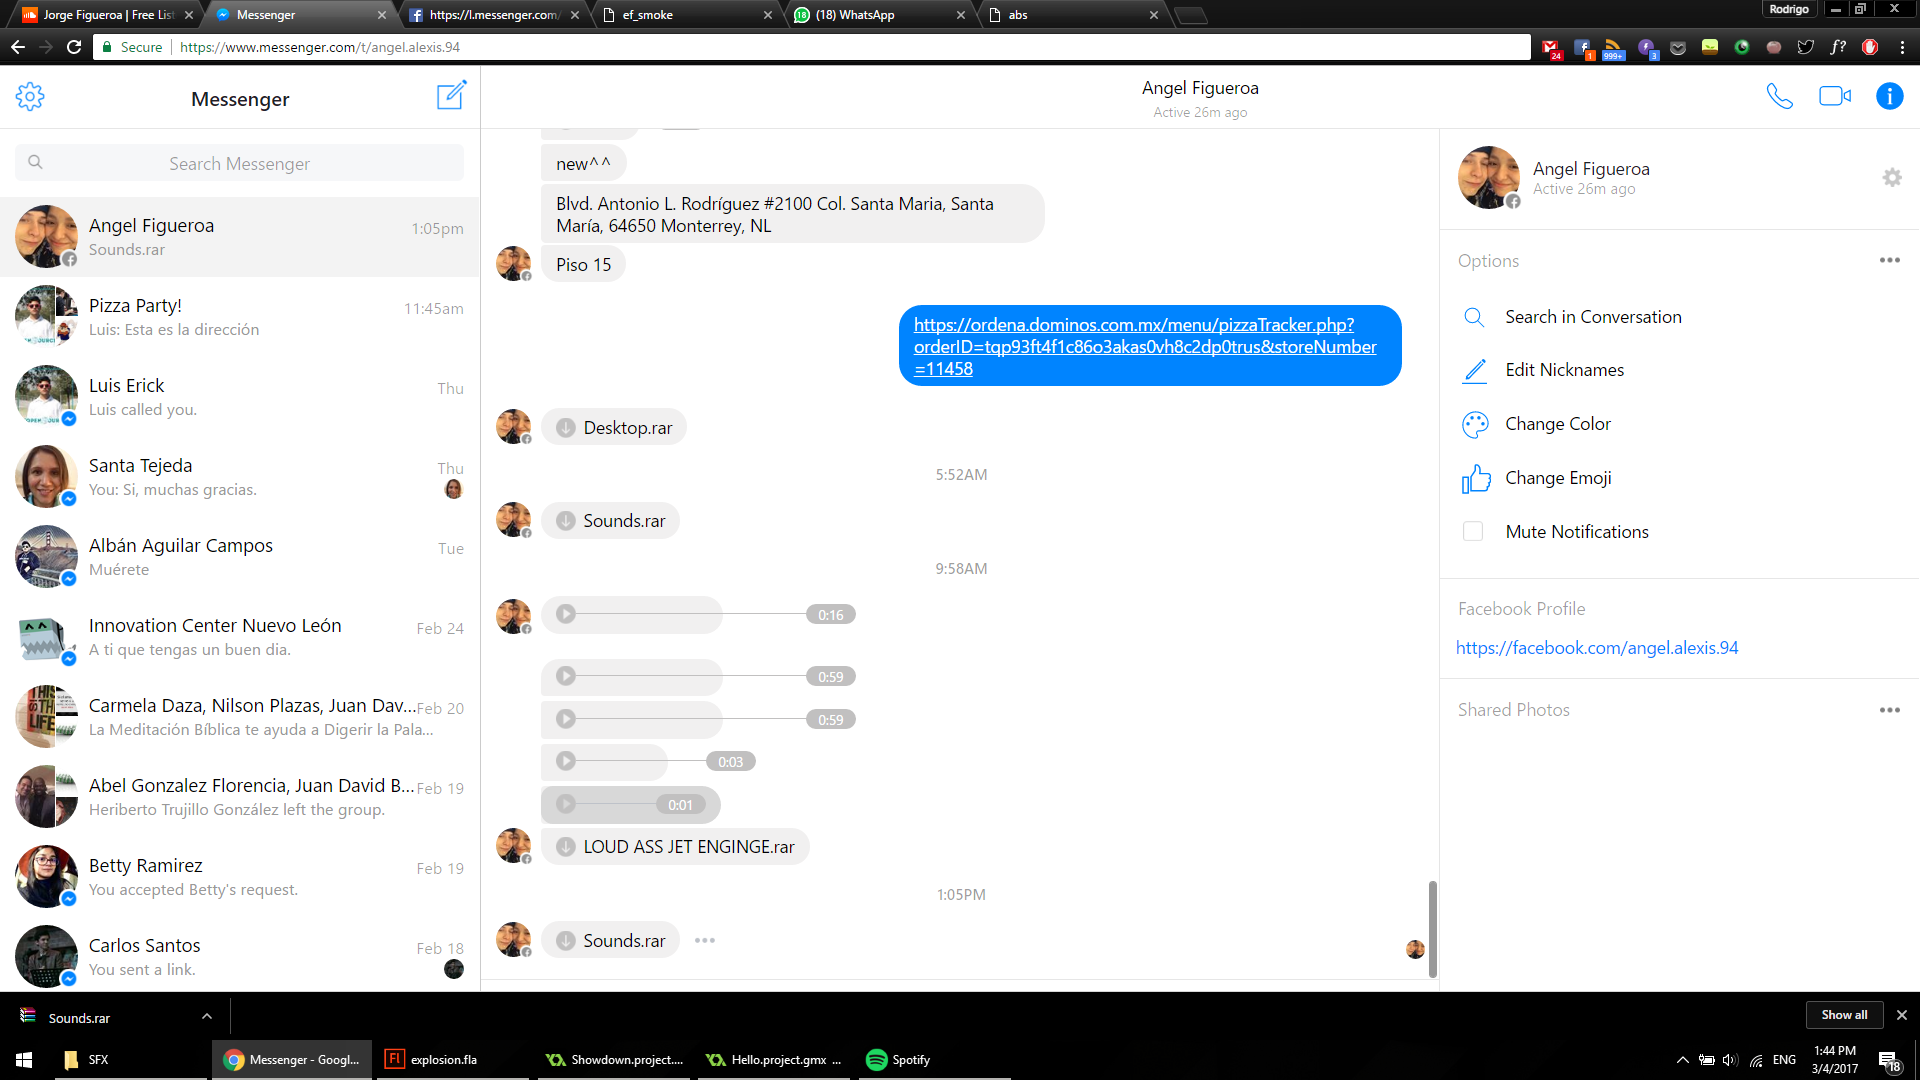 Jorge Figueroa | Free List
Messenger
https://l.messenger.com/
ef_smoke
(18) WhatsApp
abs
Rodrigo
Secure
https://www.messenger.com/t/angel.alexis.94
24
1
999+
3
f?
Messenger
Search Messenger
Angel Figueroa
1:05pm
Sounds.rar
Pizza Party!
11:45am
Luis: Esta es la dirección
Luis Erick
Thu
Luis called you.
Santa Tejeda
Thu
You: Si, muchas gracias.
Albán Aguilar Campos
Tue
Muérete
Innovation Center Nuevo León
Feb 24
A ti que tengas un buen dia.
Carmela Daza, Nilson Plazas, Juan Dav...
Feb 20
La Meditación Bíblica te ayuda a Digerir la Pala...
Abel Gonzalez Florencia, Juan David B...
Feb 19
Heriberto Trujillo González left the group.
Betty Ramirez
Feb 19
You accepted Betty's request.
Carlos Santos
Feb 18
You sent a link.
Angel Figueroa
Active 26m ago
new^^
Blvd. Antonio L. Rodríguez #2100 Col. Santa Maria, Santa
María, 64650 Monterrey, NL
Piso 15
https://ordena.dominos.com.mx/menu/pizzaTracker.php?
orderID=tqp93ft4f1c86o3akas0vh8c2dp0trus&storeNumber
=11458
Desktop.rar
5:52AM
Sounds.rar
9:58AM
0:16
0:59
0:59
0:03
0:01
LOUD ASS JET ENGINGE.rar
1:05PM
Sounds.rar
Angel Figueroa
Active 26m ago
Options
Search in Conversation
Edit Nicknames
Change Color
Change Emoji
Mute Notifications
Facebook Profile
https://facebook.com/angel.alexis.94
Shared Photos
Sounds.rar
Show all
SFX
Messenger - Googl...
Fl
explosion.fla
Showdown.project....
Hello.project.gmx ...
Spotify
ENG
1:44 PM
3/4/2017
18